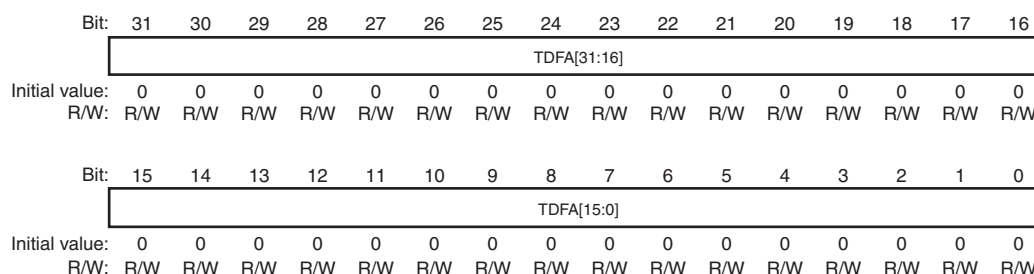 Bit: 31 30 29 28 27 26 25 24 23 22 21 20 19 18 17 16
TDFA[31:16]
Initial value: 0 0 0 0 0 0 0 0 0 0 0 0 0 0 0 0
R/W: R/W R/W R/W R/W R/W R/W R/W R/W R/W R/W R/W R/W R/W R/W R/W R/W
Bit: 15 14 13 12 11 10 9 8 7 6 5 4 3 2 1 0
TDFA[15:0]
Initial value: 0 0 0 0 0 0 0 0 0 0 0 0 0 0 0 0
R/W: R/W R/W R/W R/W R/W R/W R/W R/W R/W R/W R/W R/W R/W R/W R/W R/W